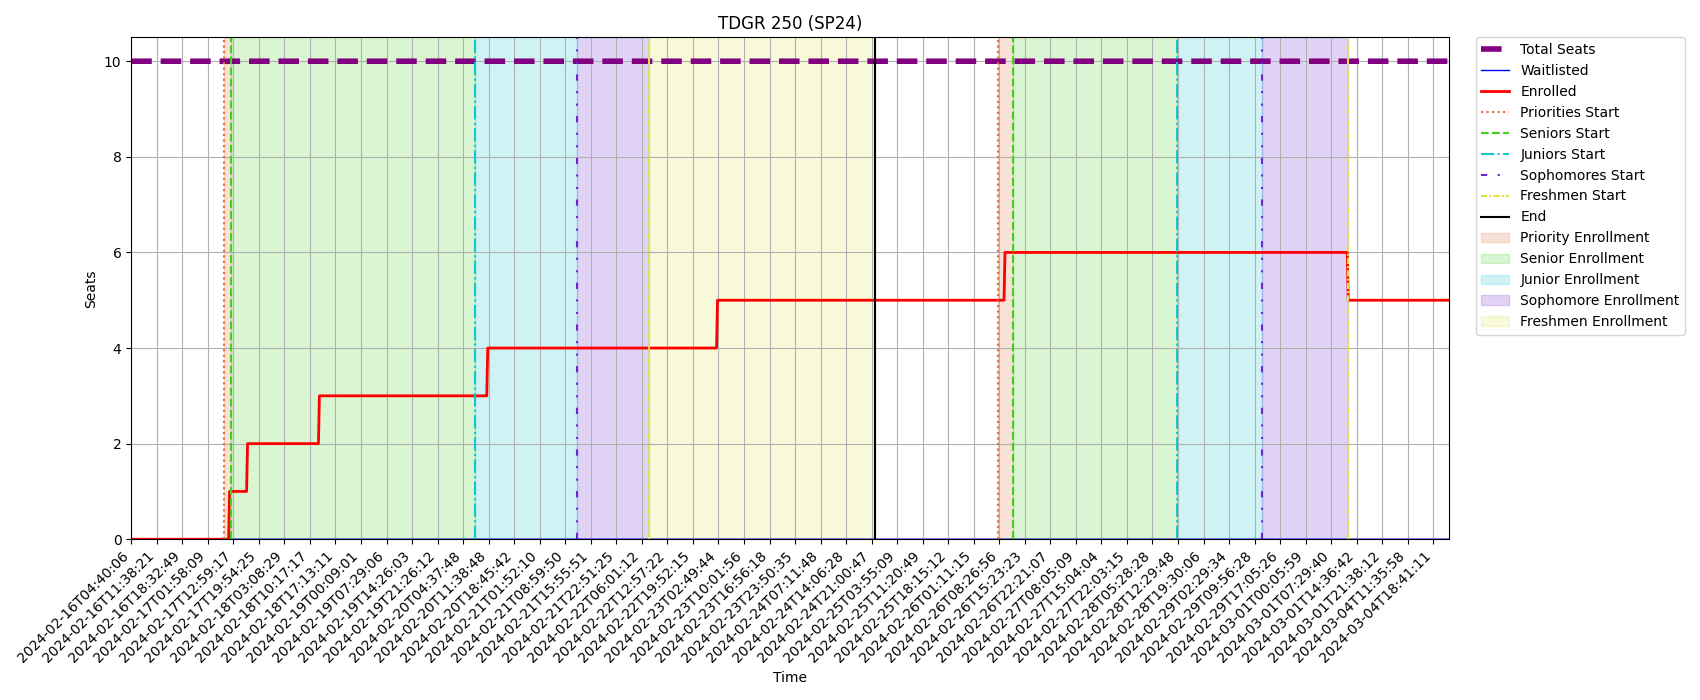 TDGR 250 (SP24)
10
8
6
4
2
0
Seats
2024-02-16T04:40:06
2024-02-16T11:38:21
2024-02-16T18:32:49
2024-02-17T01:58:09
2024-02-17T12:59:17
2024-02-17T19:54:25
2024-02-18T03:08:29
2024-02-18T10:17:17
2024-02-18T17:13:11
2024-02-19T00:09:01
2024-02-19T07:29:06
2024-02-19T14:26:03
2024-02-19T21:26:12
2024-02-20T04:37:48
2024-02-20T11:38:48
2024-02-20T18:45:42
2024-02-21T01:52:10
2024-02-21T08:59:50
2024-02-21T15:55:51
2024-02-21T22:51:25
2024-02-22T06:01:12
2024-02-22T12:57:22
2024-02-22T19:52:15
2024-02-23T02:49:44
2024-02-23T10:01:56
2024-02-23T16:56:18
2024-02-23T23:50:35
2024-02-24T07:11:48
2024-02-24T14:06:28
2024-02-24T21:00:47
2024-02-25T03:55:09
2024-02-25T11:20:49
2024-02-25T18:15:12
2024-02-26T01:11:15
2024-02-26T08:26:56
2024-02-26T15:23:23
2024-02-26T22:21:07
2024-02-27T08:05:09
2024-02-27T15:04:04
2024-02-27T22:03:15
2024-02-28T05:28:28
2024-02-28T12:29:48
2024-02-28T19:30:06
2024-02-29T02:29:34
2024-02-29T09:56:28
2024-02-29T17:05:26
2024-03-01T00:05:59
2024-03-01T07:29:40
2024-03-01T14:36:42
2024-03-01T21:38:12
2024-03-04T11:35:58
2024-03-04T18:41:11
Time
Total Seats
Waitlisted
Enrolled
Priorities Start
Seniors Start
Juniors Start
Sophomores Start
Freshmen Start
End
Priority Enrollment
Senior Enrollment
Junior Enrollment
Sophomore Enrollment
Freshmen Enrollment